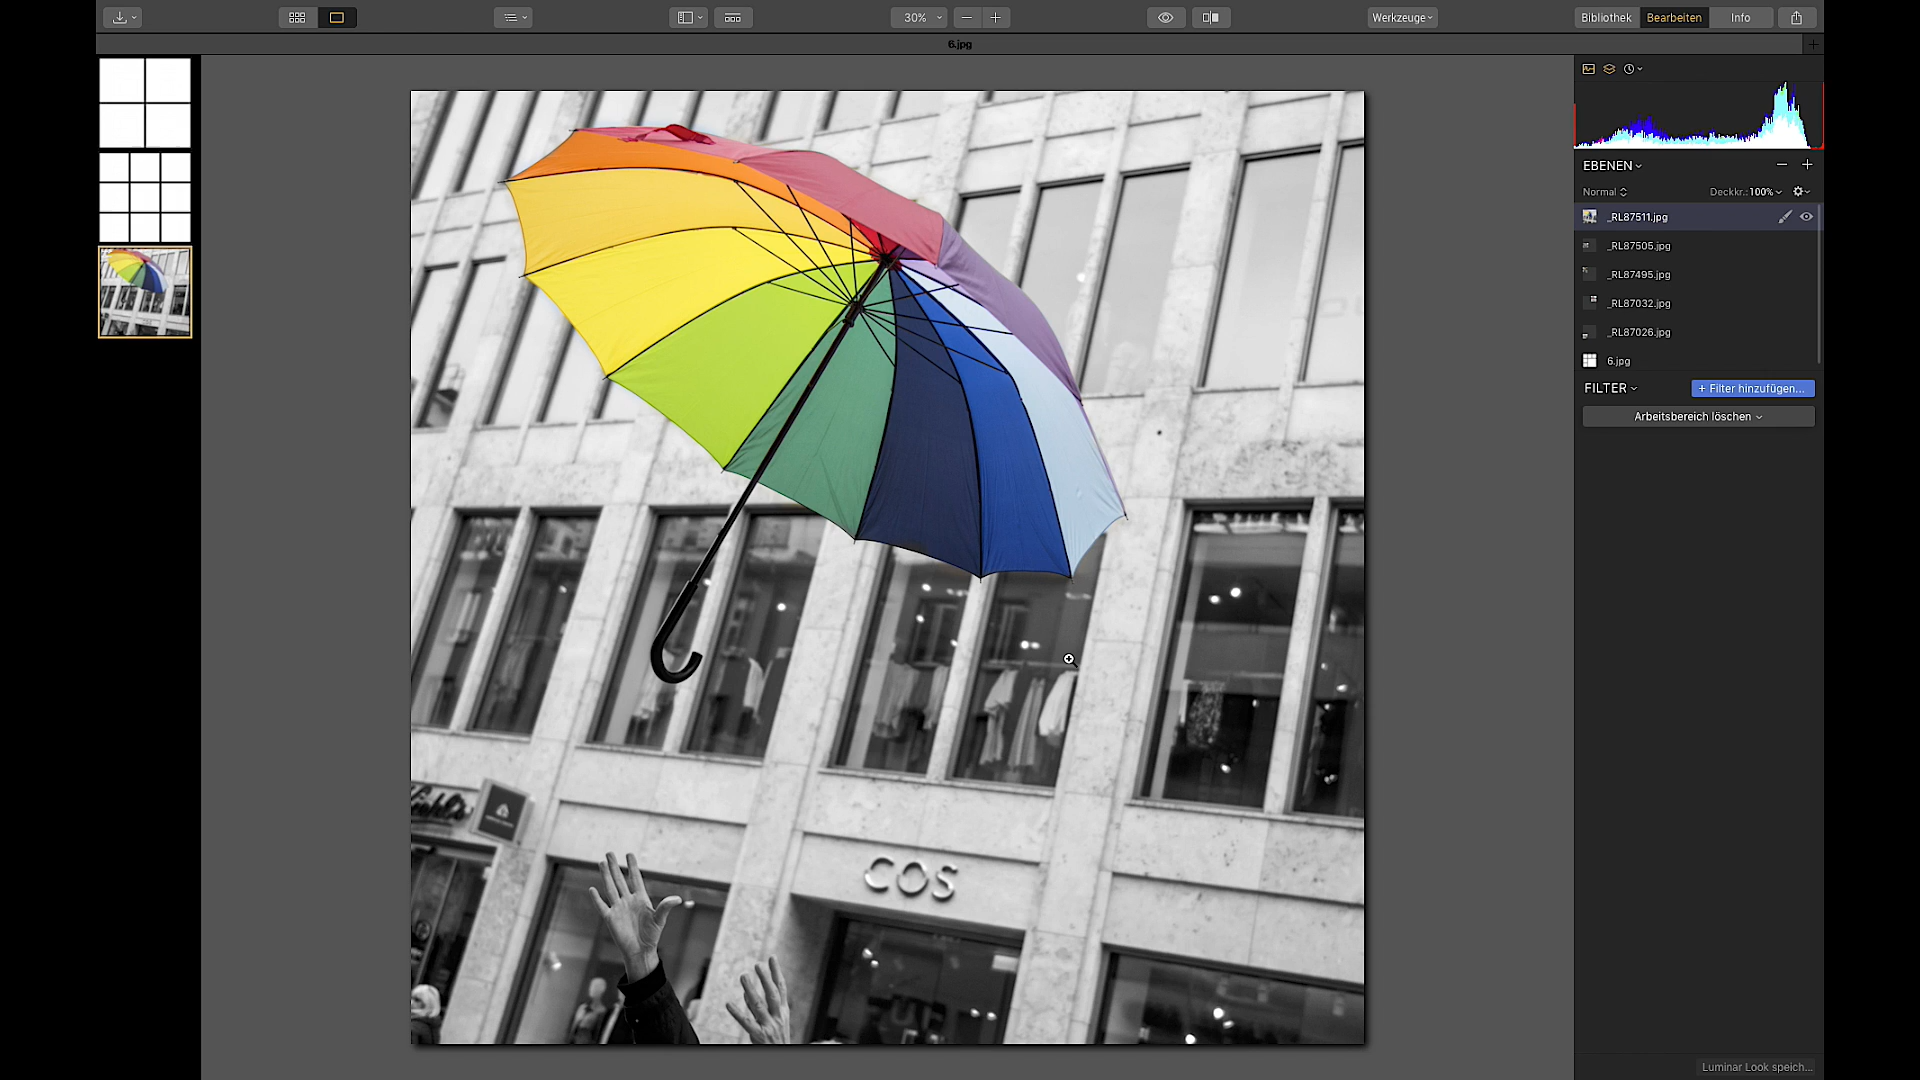 30%
Werkzeuge
Bibliothek
Bearbeiten
Info
6.jpg
EBENEN
Normal
Deckkr.: 100%
_RL87511.jpg
_RL87505.jpg
_RL87495.jpg
_RL87032.jpg
_RL87026.jpg
6.jpg
FILTER
+ Filter hinzufügen...
Arbeitsbereich löschen
Kiehl's
COS
Luminar Look speich...